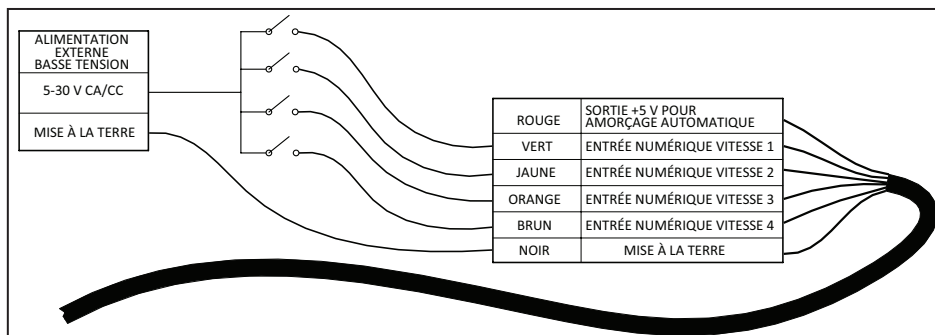 ALIMENTATION
EXTERNE
BASSE TENSION
5-30 V CA/CC
MISE À LA TERRE
ROUGE
SORTIE +5 V POUR
AMORÇAGE AUTOMATIQUE
VERT
ENTRÉE NUMÉRIQUE VITESSE 1
JAUNE
ENTRÉE NUMÉRIQUE VITESSE 2
ORANGE
ENTRÉE NUMÉRIQUE VITESSE 3
BRUN
ENTRÉE NUMÉRIQUE VITESSE 4
NOIR
MISE À LA TERRE